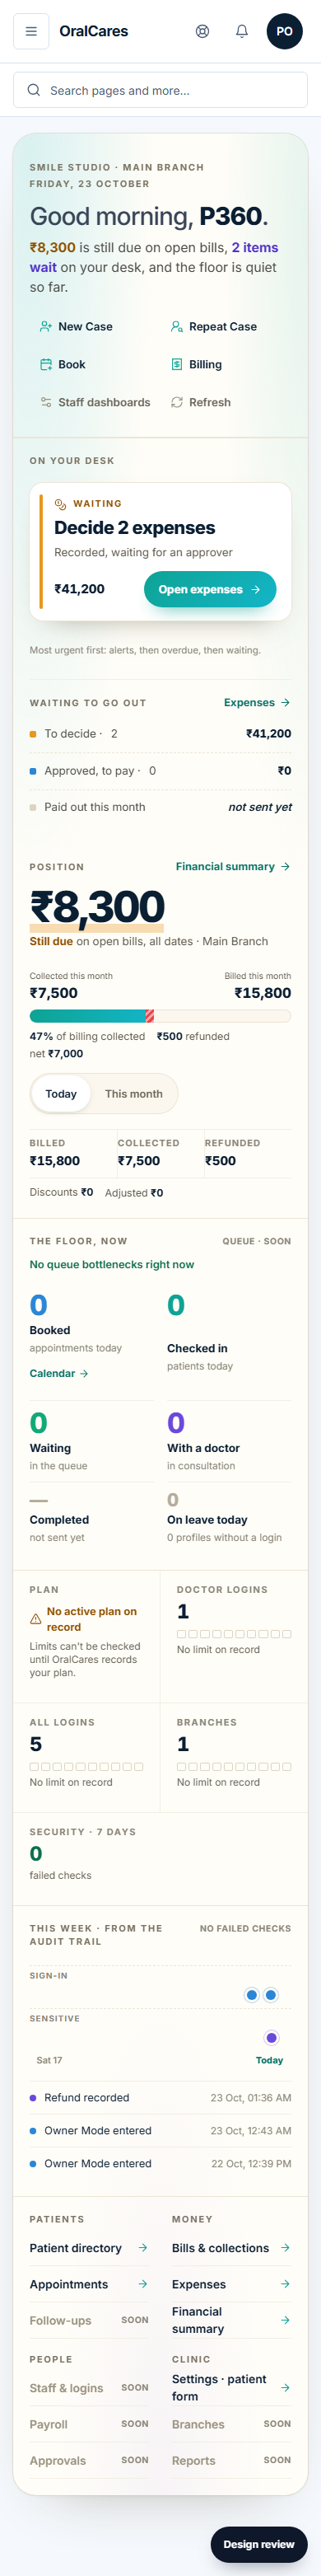 OralCares
PO
Search pages and more...
SMILE STUDIO · MAIN BRANCH
FRIDAY, 23 OCTOBER
Good morning, P360.
₹8,300 is still due on open bills, 2 items
wait on your desk, and the floor is quiet
so far.
New Case
Repeat Case
Book
Billing
Staff dashboards
Refresh
ON YOUR DESK
WAITING
Decide 2 expenses
Recorded, waiting for an approver
₹41,200
Open expenses →
Most urgent first: alerts, then overdue, then waiting.
WAITING TO GO OUT
Expenses →
To decide · 2
₹41,200
Approved, to pay · 0
₹0
Paid out this month
not sent yet
POSITION
Financial summary →
₹8,300
Still due on open bills, all dates · Main Branch
Collected this month
Billed this month
₹7,500
₹15,800
47% of billing collected ₹500 refunded
net ₹7,000
Today
This month
BILLED
COLLECTED
REFUNDED
₹15,800
₹7,500
₹500
Discounts ₹0 Adjusted ₹0
THE FLOOR, NOW
QUEUE · SOON
No queue bottlenecks right now
0
Booked
appointments today
Calendar →
0
Checked in
patients today
0
Waiting
in the queue
0
With a doctor
in consultation
—
Completed
not sent yet
0
On leave today
0 profiles without a login
PLAN
No active plan on
record
Limits can't be checked
until OralCares records
your plan.
DOCTOR LOGINS
1
No limit on record
ALL LOGINS
5
No limit on record
BRANCHES
1
No limit on record
SECURITY · 7 DAYS
0
failed checks
THIS WEEK · FROM THE
AUDIT TRAIL
NO FAILED CHECKS
SIGN-IN
SENSITIVE
Sat 17
Today
Refund recorded
23 Oct, 01:36 AM
Owner Mode entered
23 Oct, 12:43 AM
Owner Mode entered
22 Oct, 12:39 PM
PATIENTS
Patient directory →
Appointments →
Follow-ups SOON
MONEY
Bills & collections →
Expenses →
Financial
summary →
PEOPLE
Staff & logins SOON
Payroll SOON
Approvals SOON
CLINIC
Settings · patient
form →
Branches SOON
Reports SOON
Design review